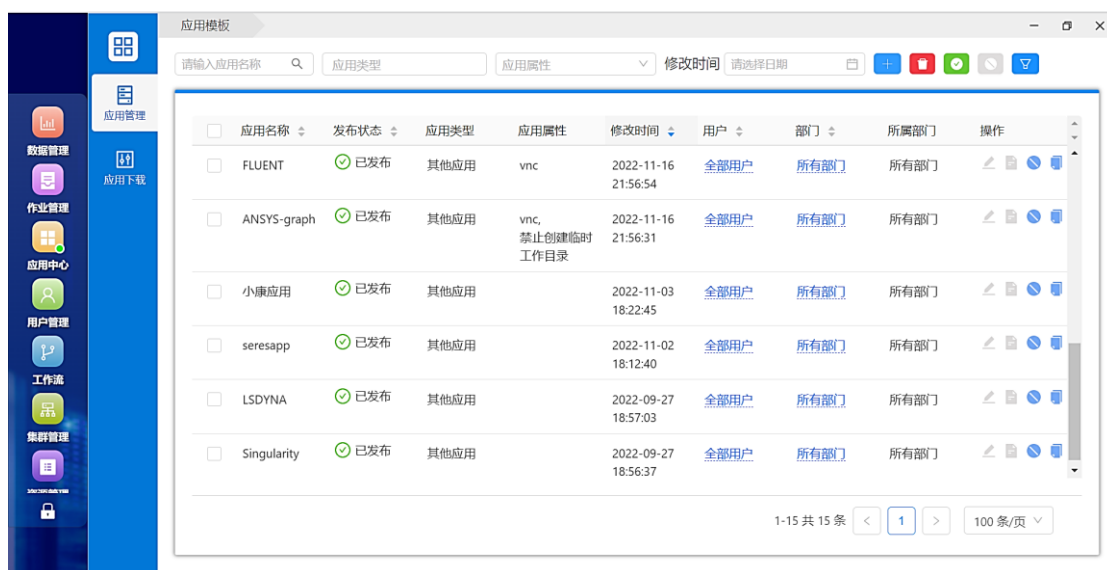 应用模板
请输入应用名称
应用类型
应用属性
修改时间
请选择日期
应用管理
应用下载
数据管理
作业管理
应用中心
用户管理
工作流
集群管理
资源管理
应用名称 发布状态 应用类型 应用属性 修改时间 用户 部门 所属部门 操作
FLUENT 已发布 其他应用 vnc 2022-11-16 全部用户 所有部门 所有部门
21:56:54
ANSYS-graph 已发布 其他应用 vnc, 2022-11-16 全部用户 所有部门 所有部门
禁止创建临时 21:56:31
工作目录
小康应用 已发布 其他应用 2022-11-03 全部用户 所有部门 所有部门
18:22:45
seresapp 已发布 其他应用 2022-11-02 全部用户 所有部门 所有部门
18:12:40
LSDYNA 已发布 其他应用 2022-09-27 全部用户 所有部门 所有部门
18:57:03
Singularity 已发布 其他应用 2022-09-27 全部用户 所有部门 所有部门
18:56:37
1-15 共 15 条 < 1 > 100 条/页